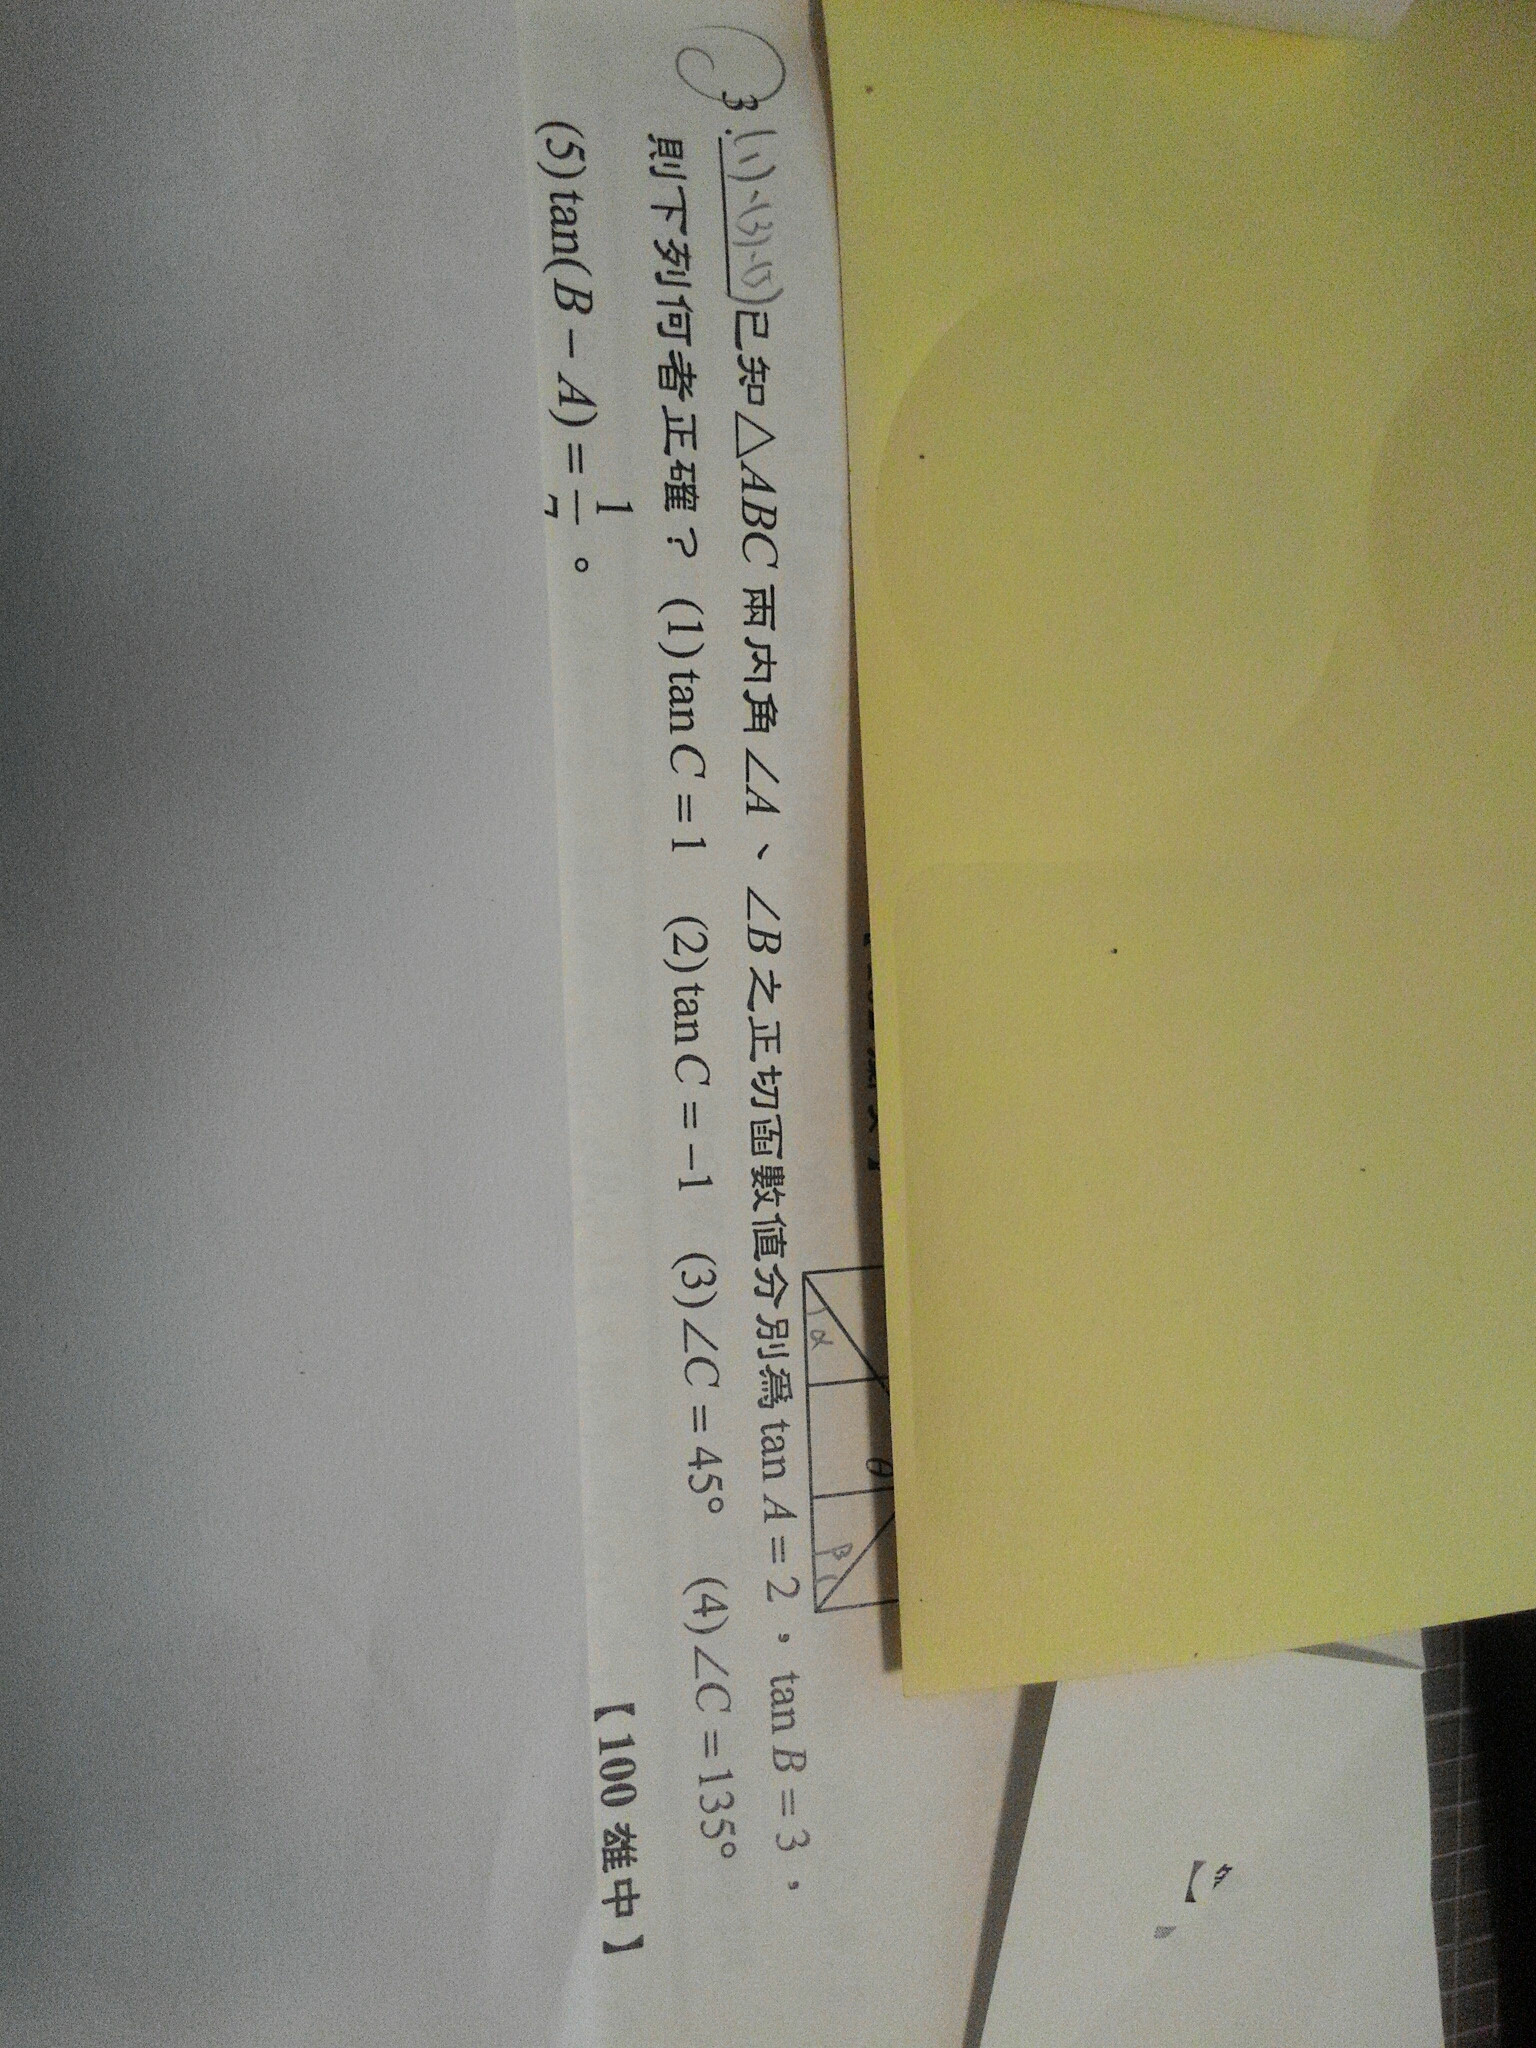 3. (1)、(3)、(5) 已知△ABC 兩內角∠A、∠B 之正切函數值分別為 tan A = 2,tan B = 3,
則下列何者正確? (1) tan C = 1 (2) tan C = −1 (3) ∠C = 45° (4) ∠C = 135°
(5) tan(B − A) = 1/7。
【100 雄中】
α
θ
β